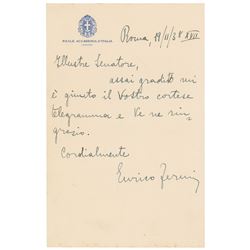 REALE ACCADEMIA D'ITALIA
Roma, 19/11/38 XVII
Illustre Senatore,
assai gradito mi
è giunto il Vostro cortese
telegramma e Ve ne rin-
grazio.
Cordialmente
Enrico Fermi